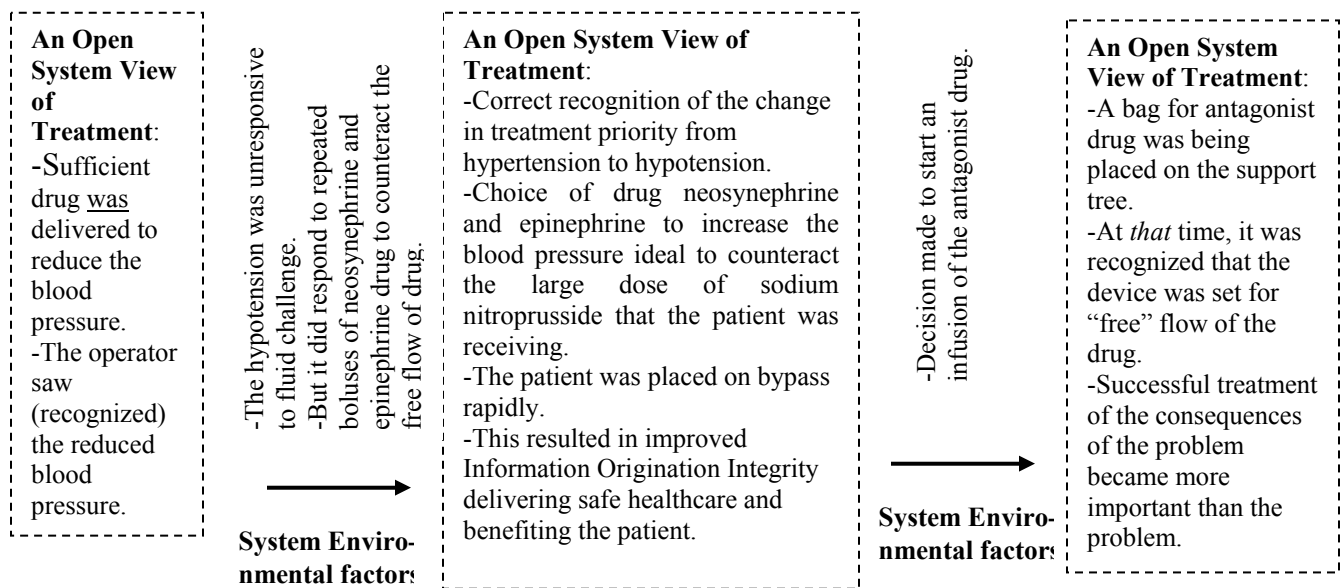 An Open
System View
of
Treatment:
-Sufficient
drug was
delivered to
reduce the
blood
pressure.
-The operator
saw
(recognized)
the reduced
blood
pressure.
-The hypotension was unresponsive
to fluid challenge.
-But it did respond to repeated
boluses of neosynephrine and
epinephrine drug to counteract the
free flow of drug.
System Enviro-
nmental factors
An Open System View of
Treatment:
-Correct recognition of the change
in treatment priority from
hypertension to hypotension.
-Choice of drug neosynephrine
and epinephrine to increase the
blood pressure ideal to counteract
the large dose of sodium
nitroprusside that the patient was
receiving.
-The patient was placed on bypass
rapidly.
-This resulted in improved
Information Origination Integrity
delivering safe healthcare and
benefiting the patient.
-Decision made to start an
infusion of the antagonist drug.
System Enviro-
nmental factors
An Open System
View of Treatment:
-A bag for antagonist
drug was being
placed on the support
tree.
-At that time, it was
recognized that the
device was set for
“free” flow of the
drug.
-Successful treatment
of the consequences
of the problem
became more
important than the
problem.